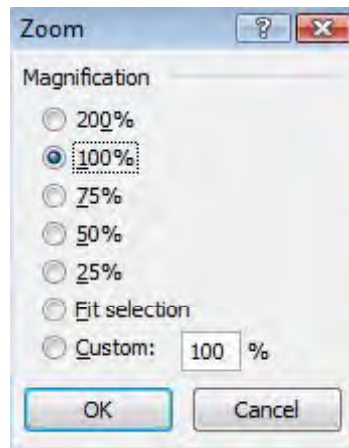 Zoom ?
Magnification
200%
100%
75%
50%
25%
Fit selection
Custom: 100 %
OK Cancel